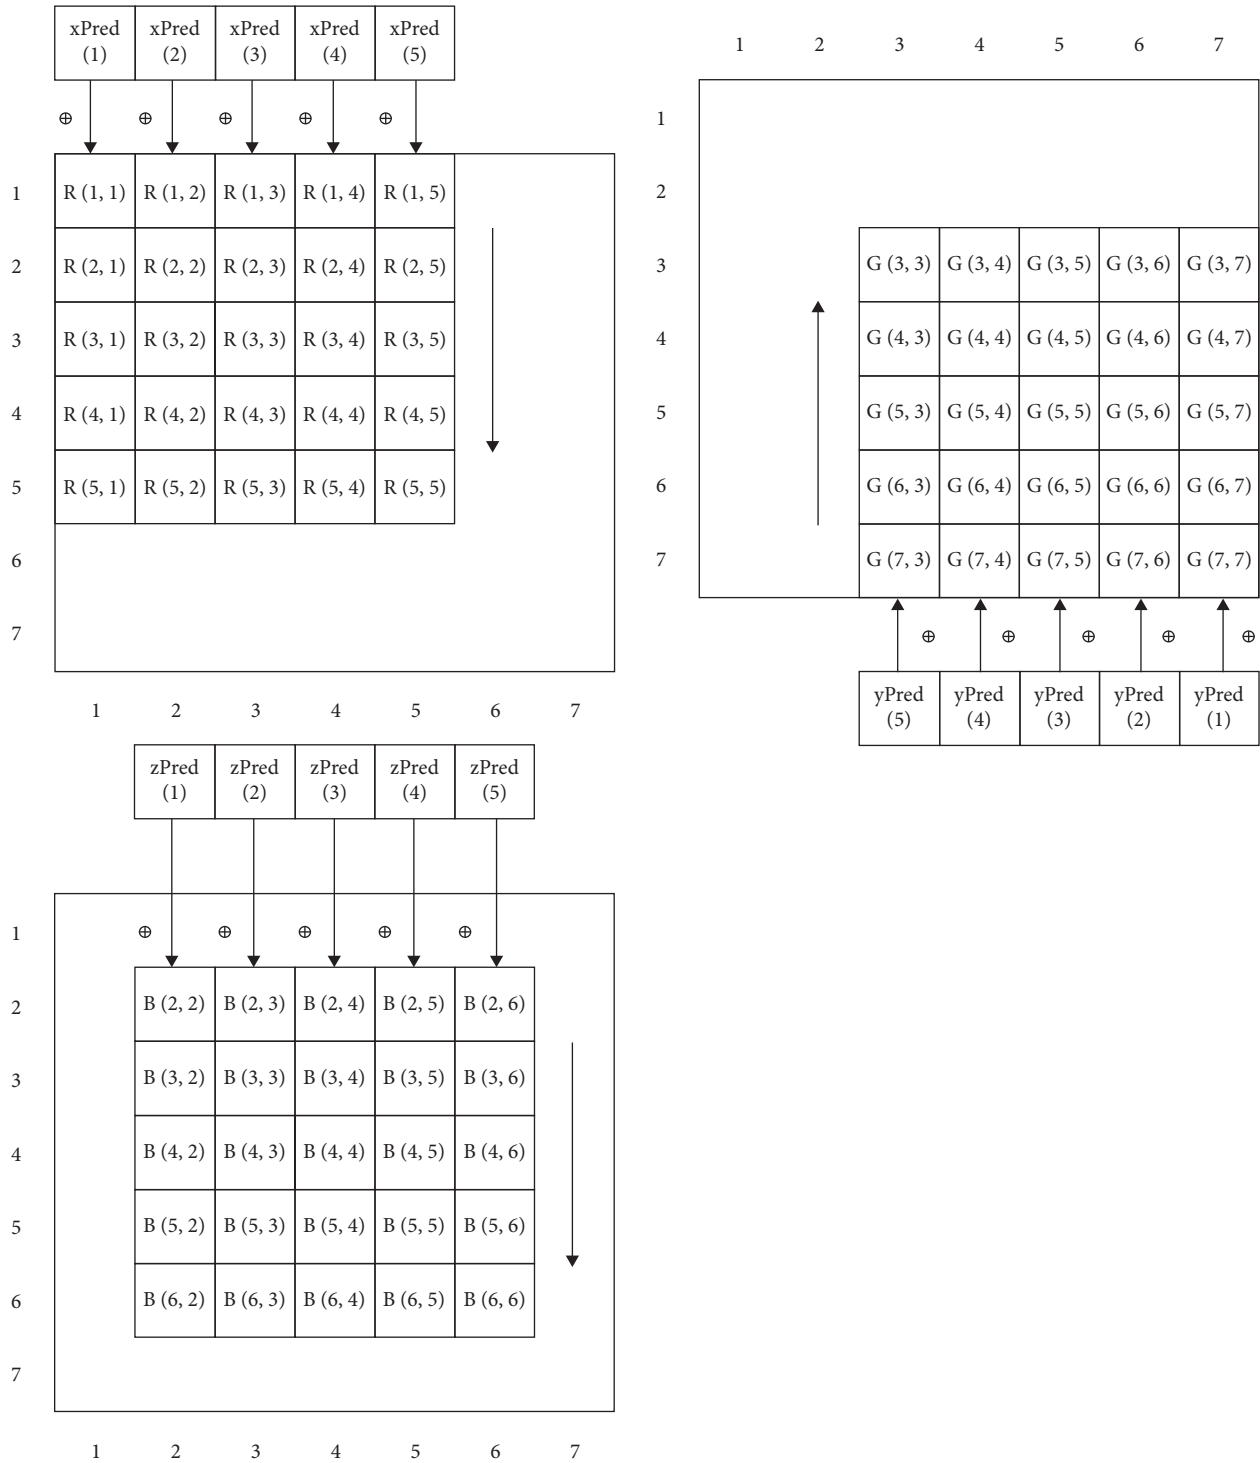 xPred xPred xPred xPred xPred
(1) (2) (3) (4) (5)
⊕ ⊕ ⊕ ⊕ ⊕
1 R (1, 1) R (1, 2) R (1, 3) R (1, 4) R (1, 5)
2 R (2, 1) R (2, 2) R (2, 3) R (2, 4) R (2, 5)
3 R (3, 1) R (3, 2) R (3, 3) R (3, 4) R (3, 5)
4 R (4, 1) R (4, 2) R (4, 3) R (4, 4) R (4, 5)
5 R (5, 1) R (5, 2) R (5, 3) R (5, 4) R (5, 5)
6
7
1 2 3 4 5 6 7
1 2 3 4 5 6 7
1
2
3 G (3, 3) G (3, 4) G (3, 5) G (3, 6) G (3, 7)
4 G (4, 3) G (4, 4) G (4, 5) G (4, 6) G (4, 7)
5 G (5, 3) G (5, 4) G (5, 5) G (5, 6) G (5, 7)
6 G (6, 3) G (6, 4) G (6, 5) G (6, 6) G (6, 7)
7 G (7, 3) G (7, 4) G (7, 5) G (7, 6) G (7, 7)
⊕ ⊕ ⊕ ⊕ ⊕
yPred yPred yPred yPred yPred
(5) (4) (3) (2) (1)
zPred zPred zPred zPred zPred
(1) (2) (3) (4) (5)
1 ⊕ ⊕ ⊕ ⊕ ⊕
2 B (2, 2) B (2, 3) B (2, 4) B (2, 5) B (2, 6)
3 B (3, 2) B (3, 3) B (3, 4) B (3, 5) B (3, 6)
4 B (4, 2) B (4, 3) B (4, 4) B (4, 5) B (4, 6)
5 B (5, 2) B (5, 3) B (5, 4) B (5, 5) B (5, 6)
6 B (6, 2) B (6, 3) B (6, 4) B (6, 5) B (6, 6)
7
1 2 3 4 5 6 7